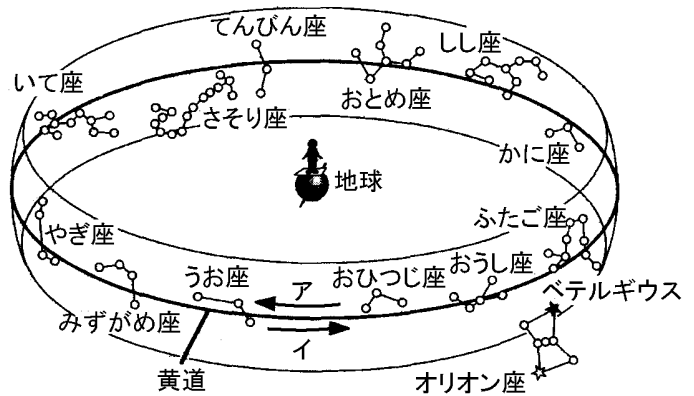 てんびん座
しし座
いて座
おとめ座
さそり座
かに座
地球
ふたご座
やぎ座
うお座
ア
おひつじ座
おうし座
ベテルギウス
みずがめ座
イ
黄道
オリオン座